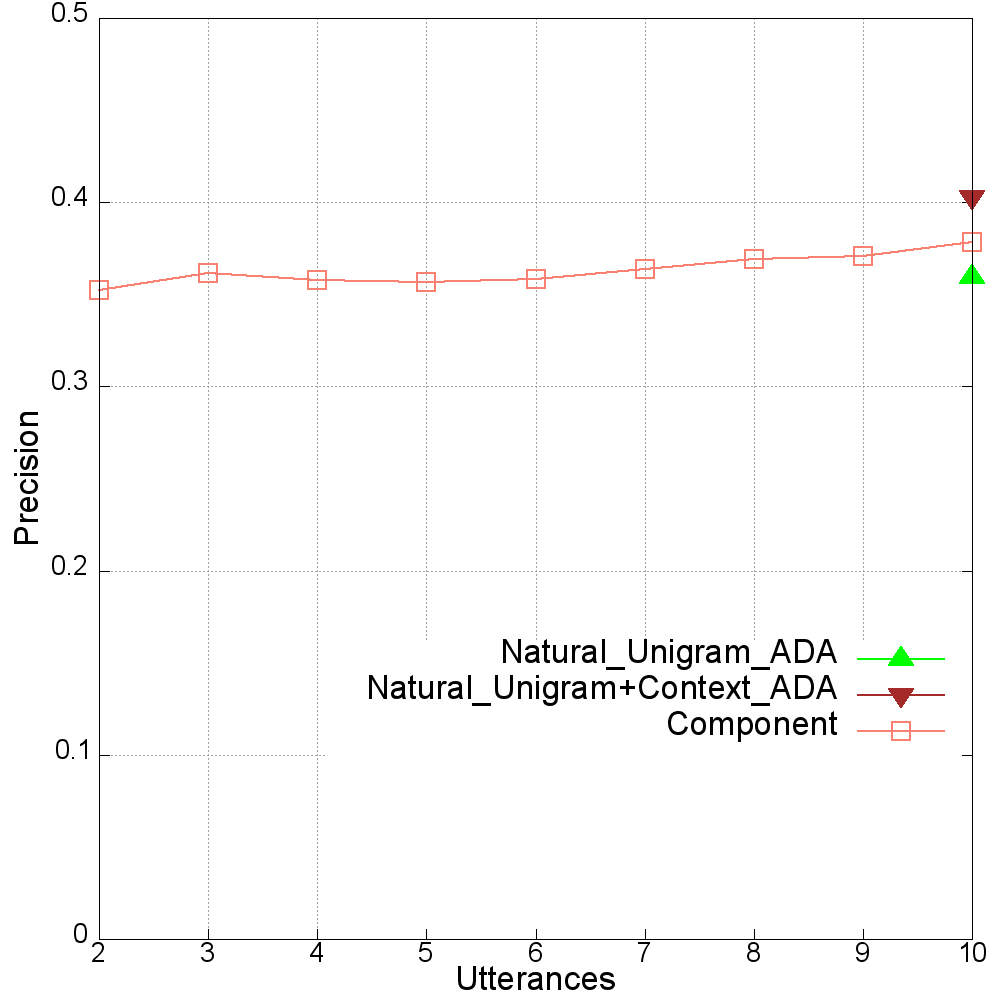 0.5
0.4
0.3
0.2
0.1
0
Precision
Natural_Unigram_ADA
Natural_Unigram+Context_ADA
Component
2 3 4 5 6 7 8 9 10
Utterances